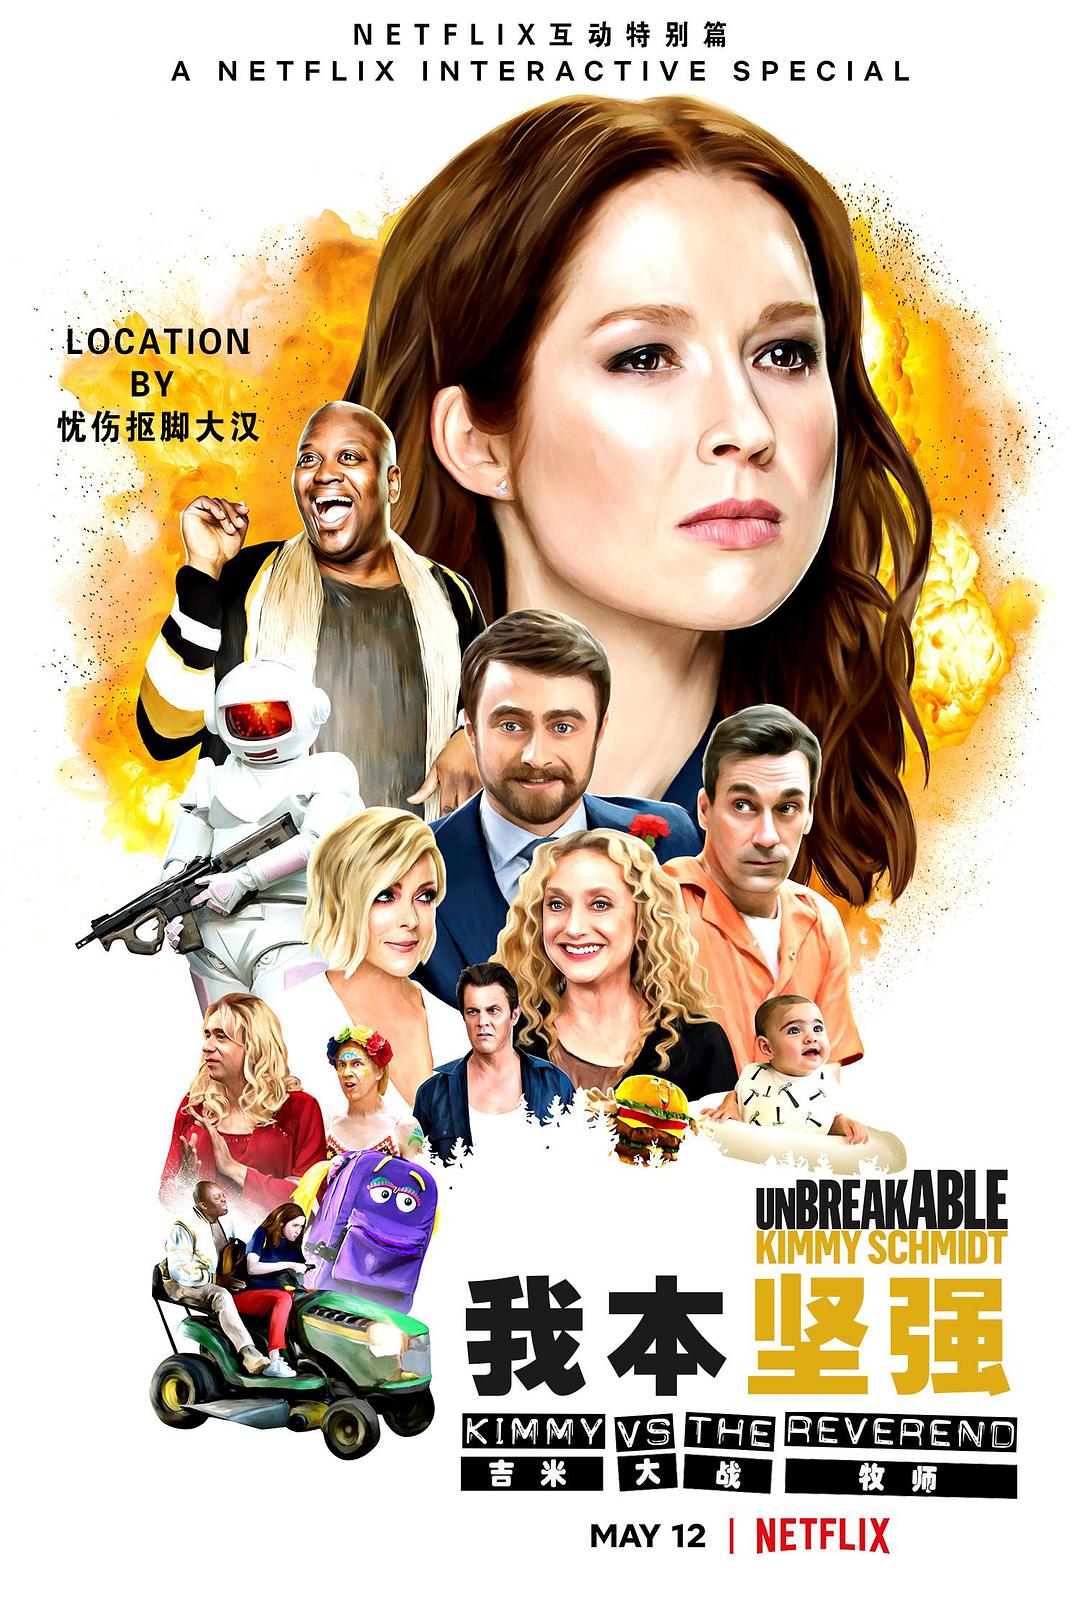 NETFLIX互动特别篇
A NETFLIX INTERACTIVE SPECIAL
LOCATION
BY
忧伤抠脚大汉
UNBREAKABLE
KIMMY SCHMIDT
我本坚强
KIMMY VS THE REVEREND
吉米大战牧师
MAY 12 | NETFLIX